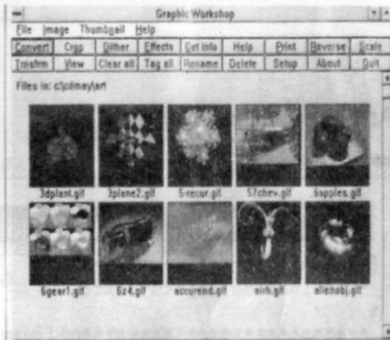 Graphic Workshop
File Image Thumbnail Help
Convert Crop Dither Effects Get Info Help Print Reverse Scale
Trnsfrm View Clear all Tag all Rename Delete Setup About Quit
Files in: c:\cdmay\art
3dplant.gif 3plane2.gif 5-recur.gif 57chev.gif 6apples.gif
6gear1.gif 6z4.gif accurend.gif airh.gif alienobj.gif